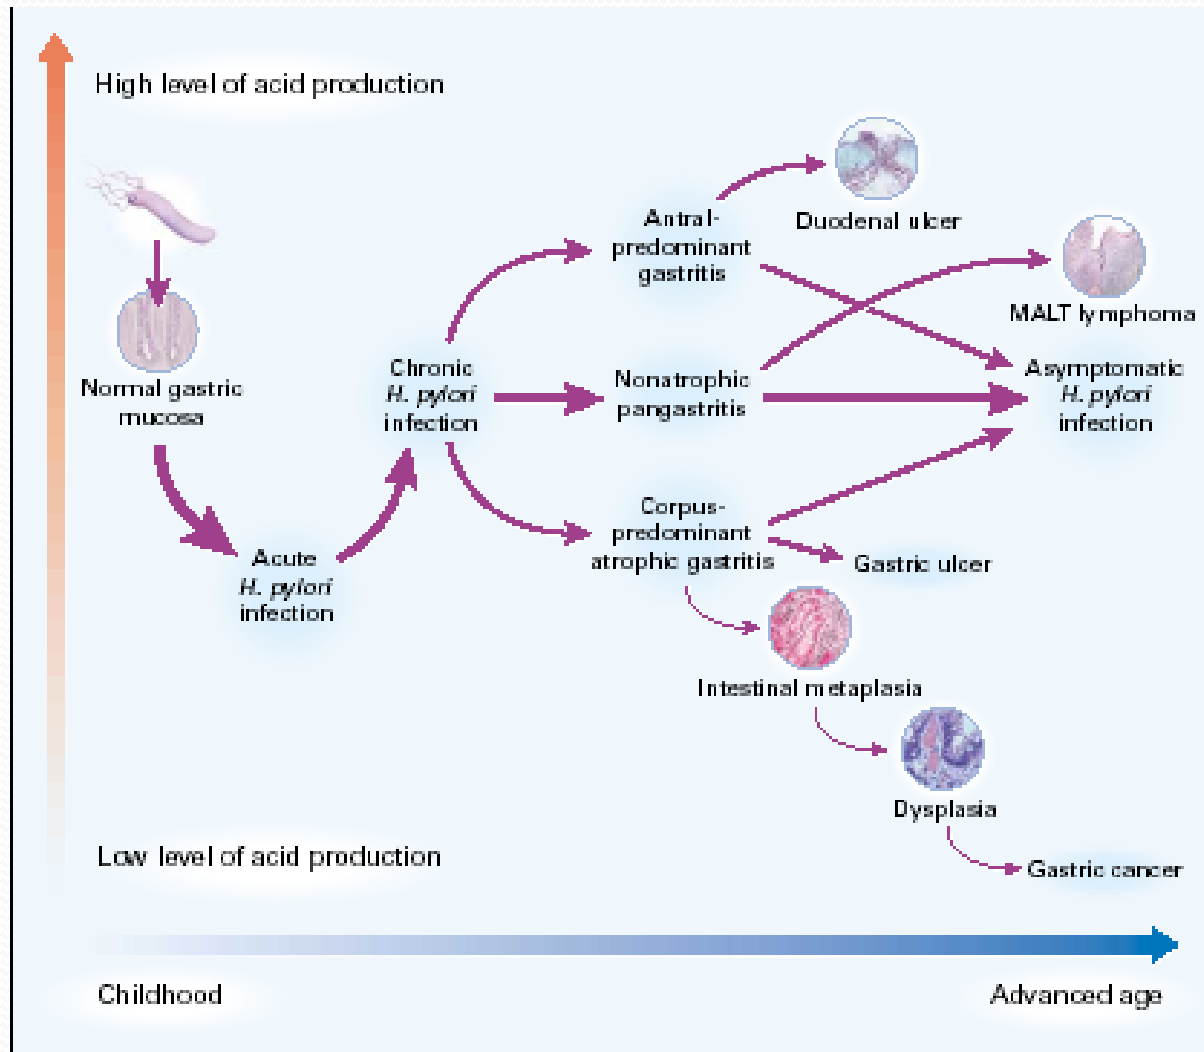 High level of acid production
Antral-
predominant
gastritis
Duodenal ulcer
MALT lymphoma
Normal gastric
mucosa
Chronic
H. pylori
infection
Nonatrophic
pangastritis
Asymptomatic
H. pylori
infection
Acute
H. pylori
infection
Corpus-
predominant
atrophic gastritis
Gastric ulcer
Intestinal metaplasia
Dysplasia
Low level of acid production
Gastric cancer
Childhood
Advanced age